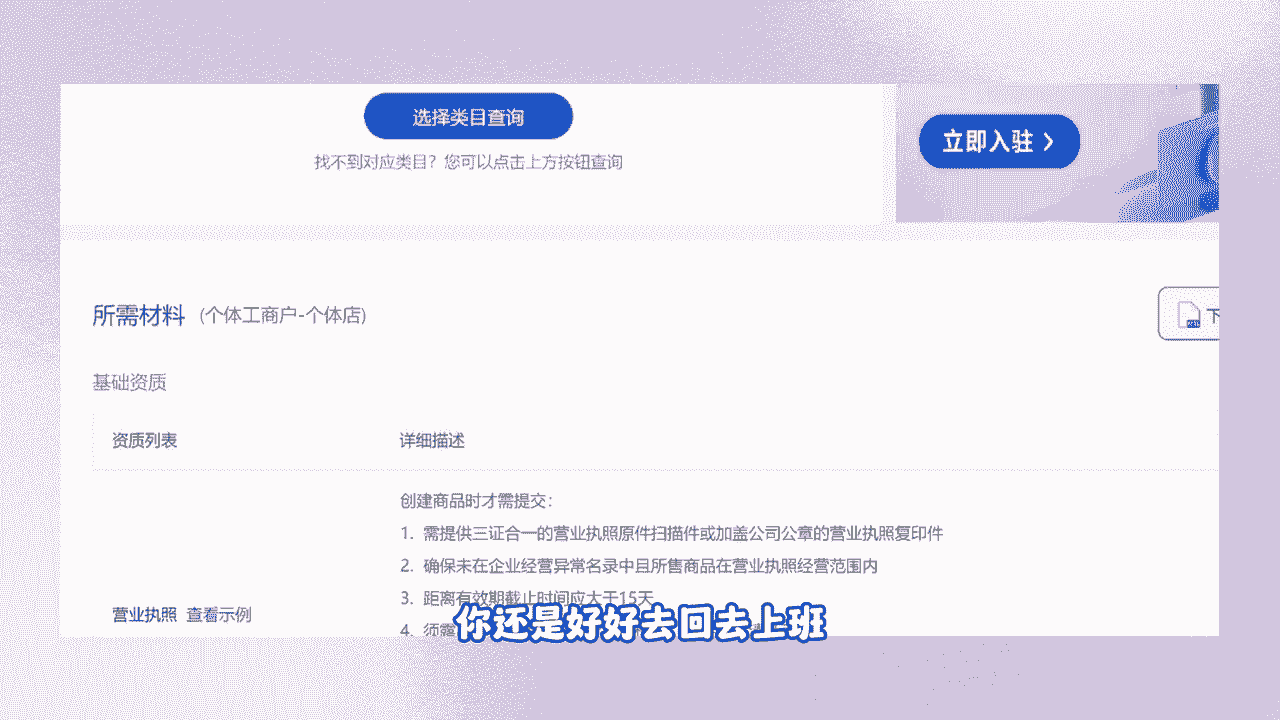 选择类目查询
找不到对应类目？您可以点击上方按钮查询
立即入驻
所需材料 (个体工商户-个体店)
下
基础资质
资质列表 详细描述
创建商品时才需提交：
1. 需提供三证合一的营业执照原件扫描件或加盖公司公章的营业执照复印件
2. 确保未在企业经营异常名录中且所售商品在营业执照经营范围内
3. 距离有效期截止时间应大于15天
营业执照 查看示例
4. 须露
你还是好好去回去上班